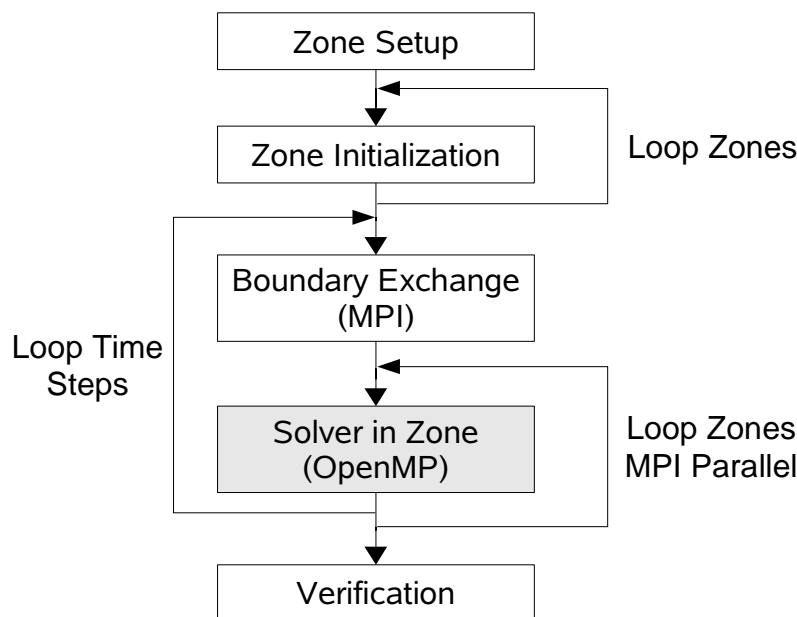 Zone Setup
Zone Initialization
Loop Zones
Boundary Exchange
(MPI)
Loop Time
Steps
Solver in Zone
(OpenMP)
Loop Zones
MPI Parallel
Verification